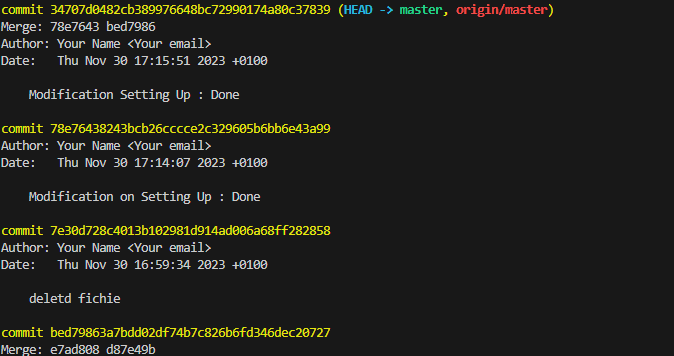 commit 34707d0482cb389976648bc72990174a80c37839 (HEAD -> master, origin/master)
Merge: 78e7643 bed7986
Author: Your Name <Your email>
Date:   Thu Nov 30 17:15:51 2023 +0100
Modification Setting Up : Done
commit 78e76438243bcb26cccce2c329605b6bb6e43a99
Author: Your Name <Your email>
Date:   Thu Nov 30 17:14:07 2023 +0100
Modification on Setting Up : Done
commit 7e30d728c4013b102981d914ad006a68ff282858
Author: Your Name <Your email>
Date:   Thu Nov 30 16:59:34 2023 +0100
deletd fichie
commit bed79863a7bdd02df74b7c826b6fd346dec20727
Merge: e7ad808 d87e49b